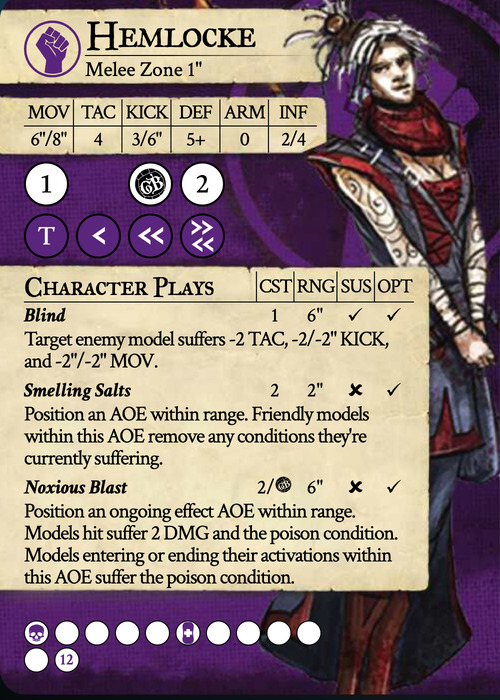 Hemlocke
Melee Zone 1"
MOV TAC KICK DEF ARM INF
6"/8" 4 3/6" 5+ 0 2/4
1 GB 2
T < << >> <<
Character Plays CST RNG SUS OPT
Blind 1 6" ✓ ✓
Target enemy model suffers -2 TAC, -2/-2" KICK,
and -2"/-2" MOV.
Smelling Salts 2 2" ✘ ✓
Position an AOE within range. Friendly models
within this AOE remove any conditions they're
currently suffering.
Noxious Blast 2/GB 6" ✘ ✓
Position an ongoing effect AOE within range.
Models hit suffer 2 DMG and the poison condition.
Models entering or ending their activations within
this AOE suffer the poison condition.
12